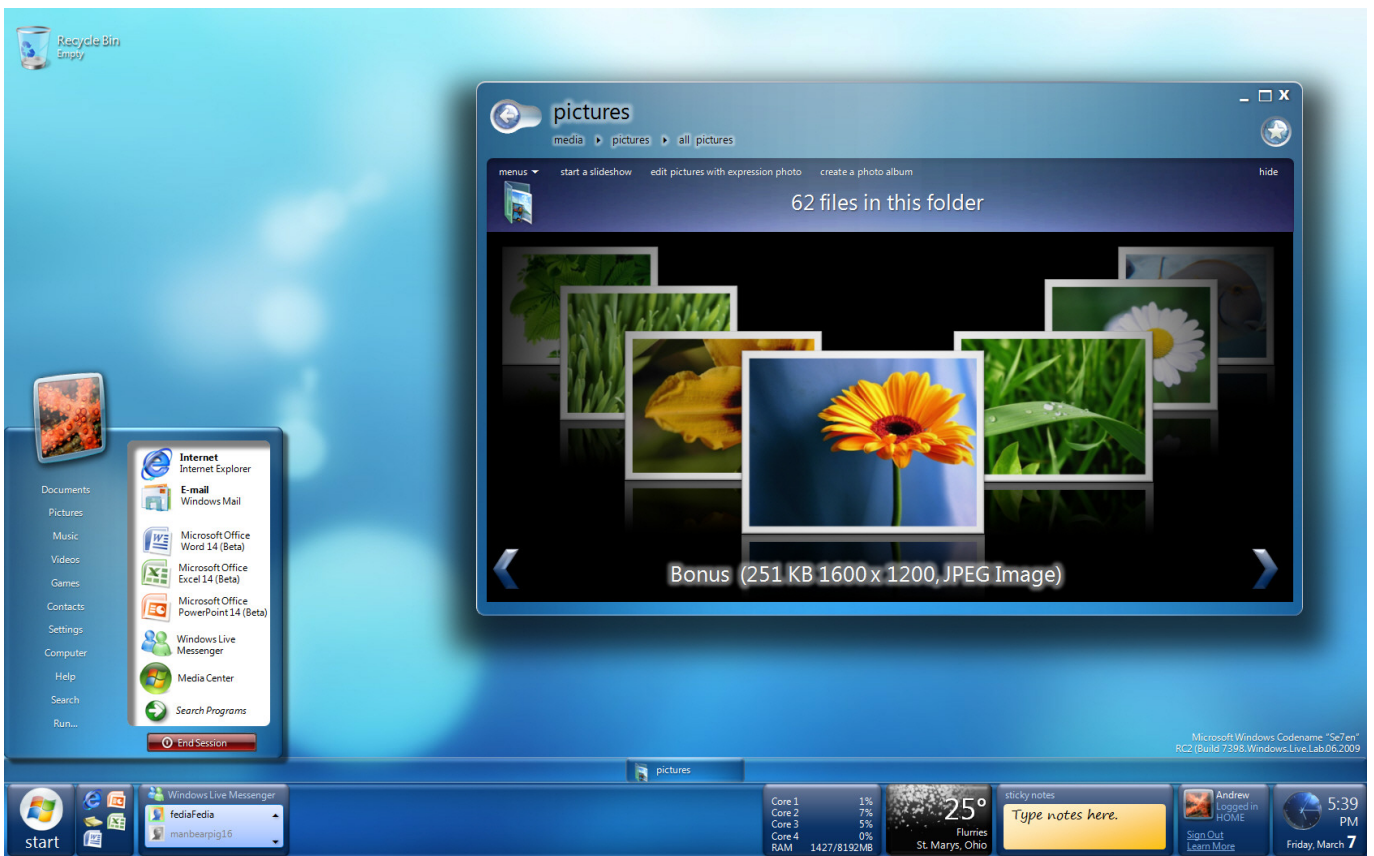 Recycle Bin
Empty
pictures
media pictures all pictures
menus start a slideshow edit pictures with expression photo create a photo album hide
62 files in this folder
Bonus (251 KB 1600 x 1200, JPEG Image)
Documents
Pictures
Music
Videos
Games
Contacts
Settings
Computer
Help
Search
Run...
Internet
Internet Explorer
E-mail
Windows Mail
Microsoft Office
Word 14 (Beta)
Microsoft Office
Excel 14 (Beta)
Microsoft Office
PowerPoint 14 (Beta)
Windows Live
Messenger
Media Center
Search Programs
End Session
Microsoft Windows Codename "Se7en"
RC2 (Build 7398.Windows.Live.Lab.06.2009
pictures
start
Windows Live Messenger
fediaFedia
manbearpig16
Core 1 1%
Core 2 7%
Core 3 5%
Core 4 0%
RAM 1427/8192MB
25°
Flurries
St. Marys, Ohio
sticky notes
Type notes here.
Andrew
Logged in
HOME
Sign Out
Learn More
5:39
PM
Friday, March 7